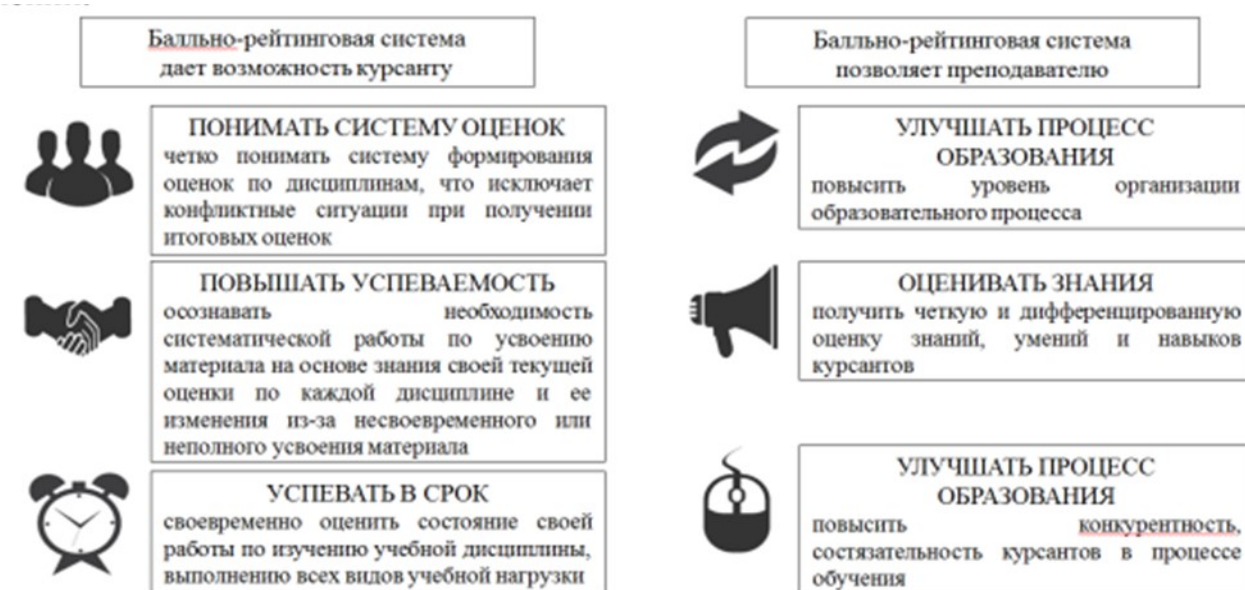 Балльно-рейтинговая система
дает возможность курсанту
ПОНИМАТЬ СИСТЕМУ ОЦЕНОК
четко понимать систему формирования
оценок по дисциплинам, что исключает
конфликтные ситуации при получении
итоговых оценок
ПОВЫШАТЬ УСПЕВАЕМОСТЬ
осознавать необходимость
систематической работы по усвоению
материала на основе знания своей текущей
оценки по каждой дисциплине и ее
изменения из-за несвоевременного или
неполного усвоения материала
УСПЕВАТЬ В СРОК
своевременно оценить состояние своей
работы по изучению учебной дисциплины,
выполнению всех видов учебной нагрузки
Балльно-рейтинговая система
позволяет преподавателю
УЛУЧШАТЬ ПРОЦЕСС
ОБРАЗОВАНИЯ
повысить уровень организации
образовательного процесса
ОЦЕНИВАТЬ ЗНАНИЯ
получить четкую и дифференцированную
оценку знаний, умений и навыков
курсантов
УЛУЧШАТЬ ПРОЦЕСС
ОБРАЗОВАНИЯ
повысить конкурентность,
состязательность курсантов в процессе
обучения